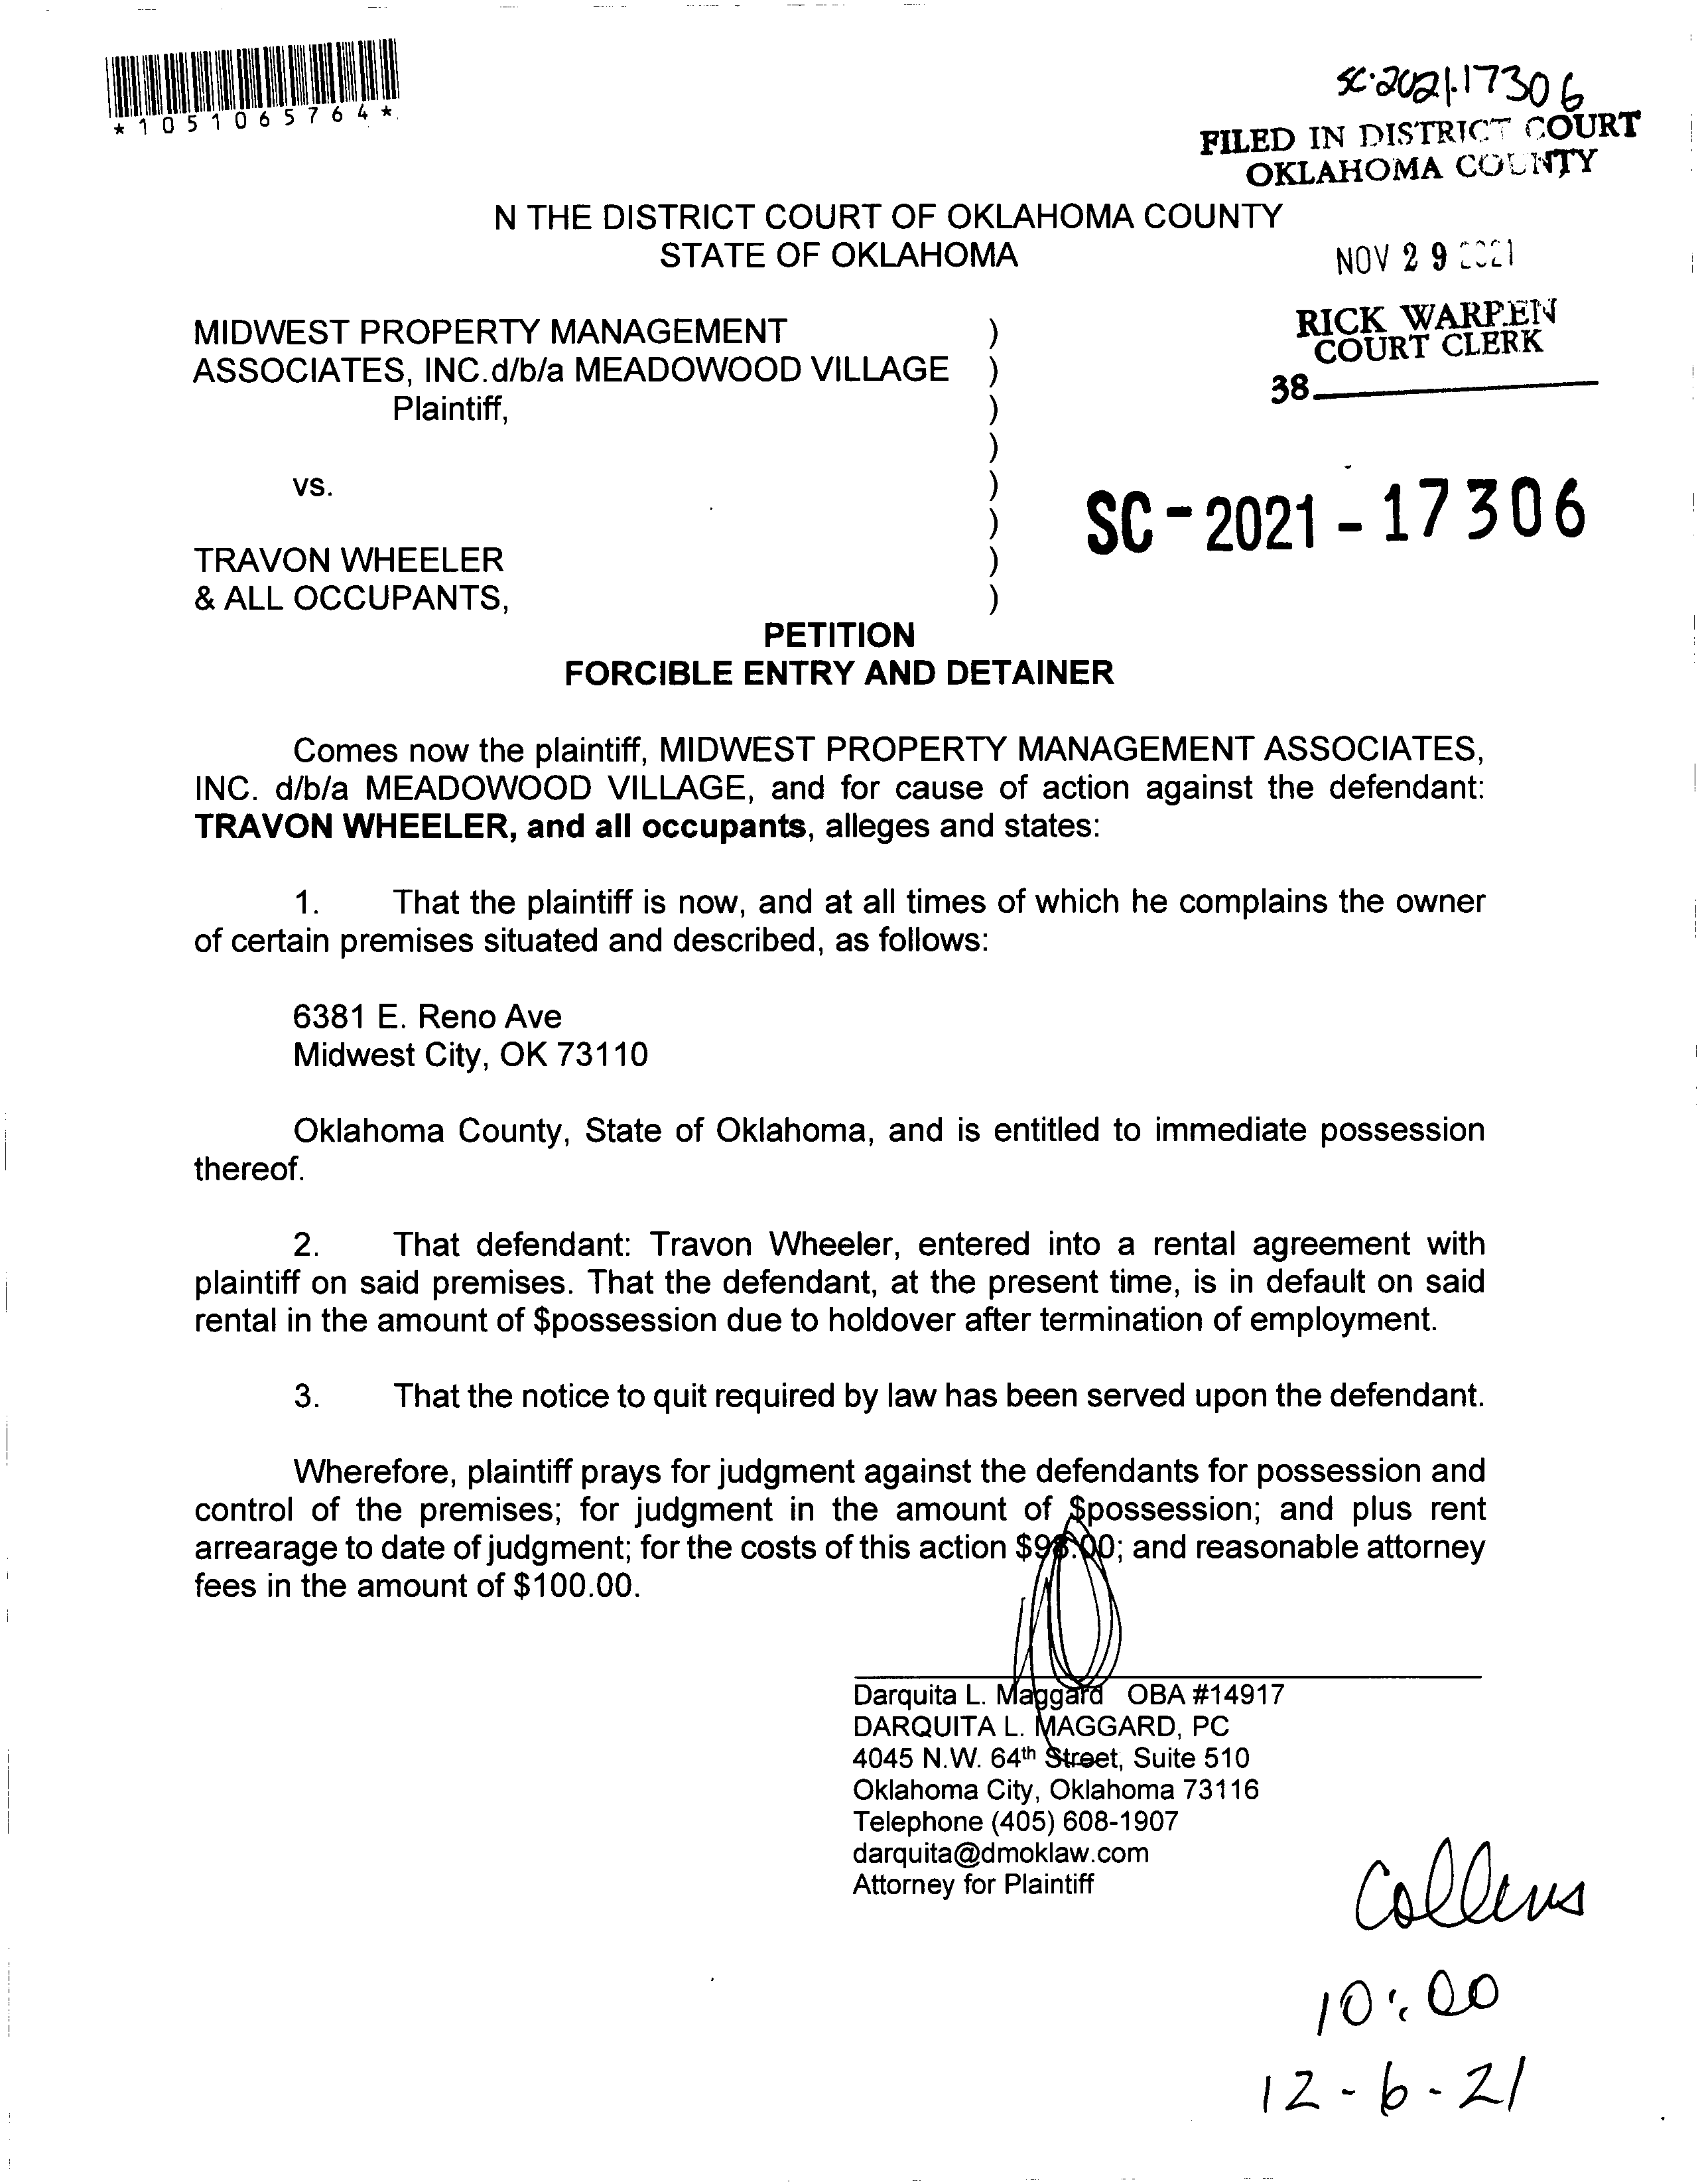 *1051065764*
SC-2021-17306
FILED IN DISTRICT COURT
OKLAHOMA COUNTY
N THE DISTRICT COURT OF OKLAHOMA COUNTY
STATE OF OKLAHOMA
NOV 29 2021
MIDWEST PROPERTY MANAGEMENT )
ASSOCIATES, INC.d/b/a MEADOWOOD VILLAGE )
Plaintiff, )
)
vs. )
)
TRAVON WHEELER )
& ALL OCCUPANTS, )
RICK WARREN
COURT CLERK
38
SC-2021-17306
PETITION
FORCIBLE ENTRY AND DETAINER
Comes now the plaintiff, MIDWEST PROPERTY MANAGEMENT ASSOCIATES,
INC. d/b/a MEADOWOOD VILLAGE, and for cause of action against the defendant:
TRAVON WHEELER, and all occupants, alleges and states:
1. That the plaintiff is now, and at all times of which he complains the owner
of certain premises situated and described, as follows:
6381 E. Reno Ave
Midwest City, OK 73110
Oklahoma County, State of Oklahoma, and is entitled to immediate possession
thereof.
2. That defendant: Travon Wheeler, entered into a rental agreement with
plaintiff on said premises. That the defendant, at the present time, is in default on said
rental in the amount of $possession due to holdover after termination of employment.
3. That the notice to quit required by law has been served upon the defendant.
Wherefore, plaintiff prays for judgment against the defendants for possession and
control of the premises; for judgment in the amount of $possession; and plus rent
arrearage to date of judgment; for the costs of this action; and reasonable attorney
fees in the amount of $100.00.
Darquita L. Maggard OBA #14917
DARQUITA L. MAGGARD, PC
4045 N.W. 64th Street, Suite 510
Oklahoma City, Oklahoma 73116
Telephone (405) 608-1907
darquita@dmoklaw.com
Attorney for Plaintiff
Collins
10:00
12-6-21